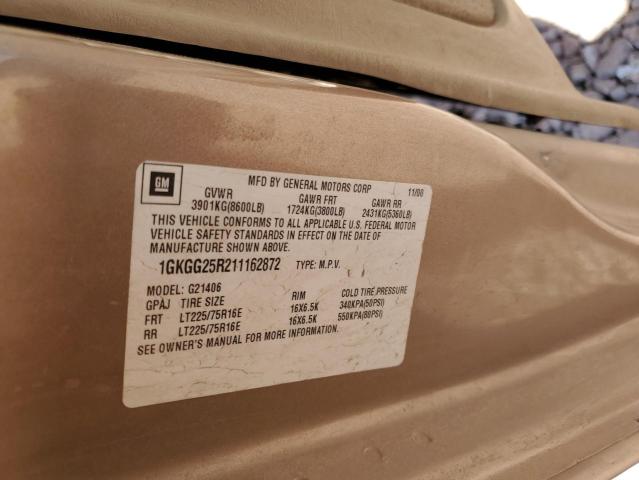 GM
MFD BY GENERAL MOTORS CORP 11/00
GVWR GAWR FRT GAWR RR
3901KG(8600LB) 1724KG(3800LB) 2431KG(5360LB)
THIS VEHICLE CONFORMS TO ALL APPLICABLE U.S. FEDERAL MOTOR
VEHICLE SAFETY STANDARDS IN EFFECT ON THE DATE OF
MANUFACTURE SHOWN ABOVE.
1GKGG25R211162872 TYPE: M.P.V.
MODEL: G21406
GPAJ TIRE SIZE RIM COLD TIRE PRESSURE
FRT LT225/75R16E 16X6.5K 340KPA(50PSI)
RR LT225/75R16E 16X6.5K 550KPA(80PSI)
SEE OWNER'S MANUAL FOR MORE INFORMATION.